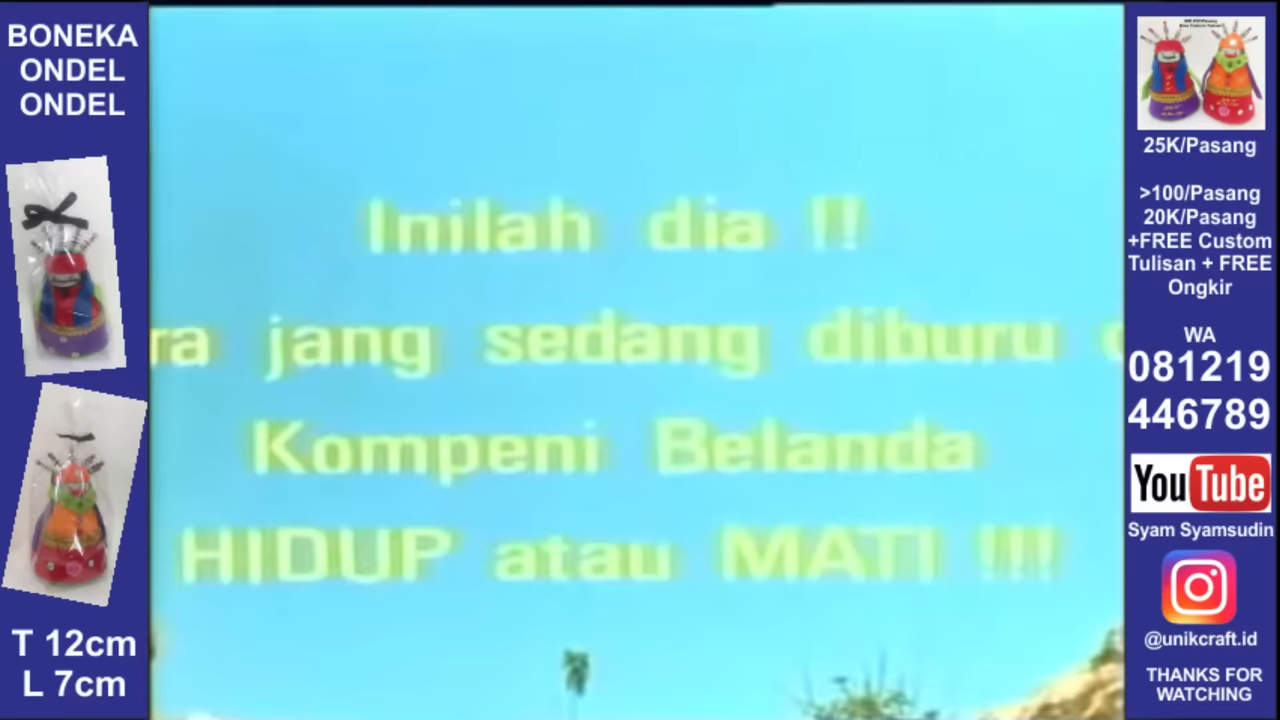 BONEKA
ONDEL
ONDEL
T 12cm
L 7cm
Inilah dia !!
ra jang sedang diburu
Kompeni Belanda
HIDUP atau MATI !!!
25K/Pasang
>100/Pasang
20K/Pasang
+FREE Custom
Tulisan + FREE
Ongkir
WA
081219
446789
YouTube
Syam Syamsudin
@unikcraft.id
THANKS FOR
WATCHING